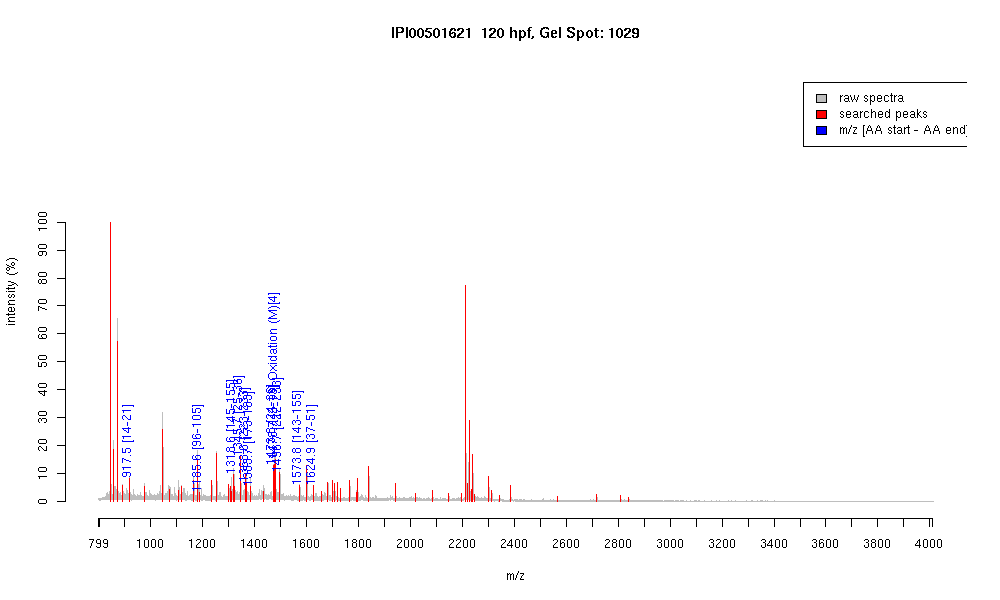 IPI00501621 120 hpf, Gel Spot: 1029
raw spectra
searched peaks
m/z [AA start - AA end]
intensity (%)
100
90
80
70
60
50
40
30
20
10
0
917.5 [14-21]
1185.6 [96-105]
1318.6 [145-155]
Oxidation (M)[4]
1573.8 [143-155]
1624.9 [37-51]
799 1000 1200 1400 1600 1800 2000 2200 2400 2600 2800 3000 3200 3400 3600 3800 4000
m/z